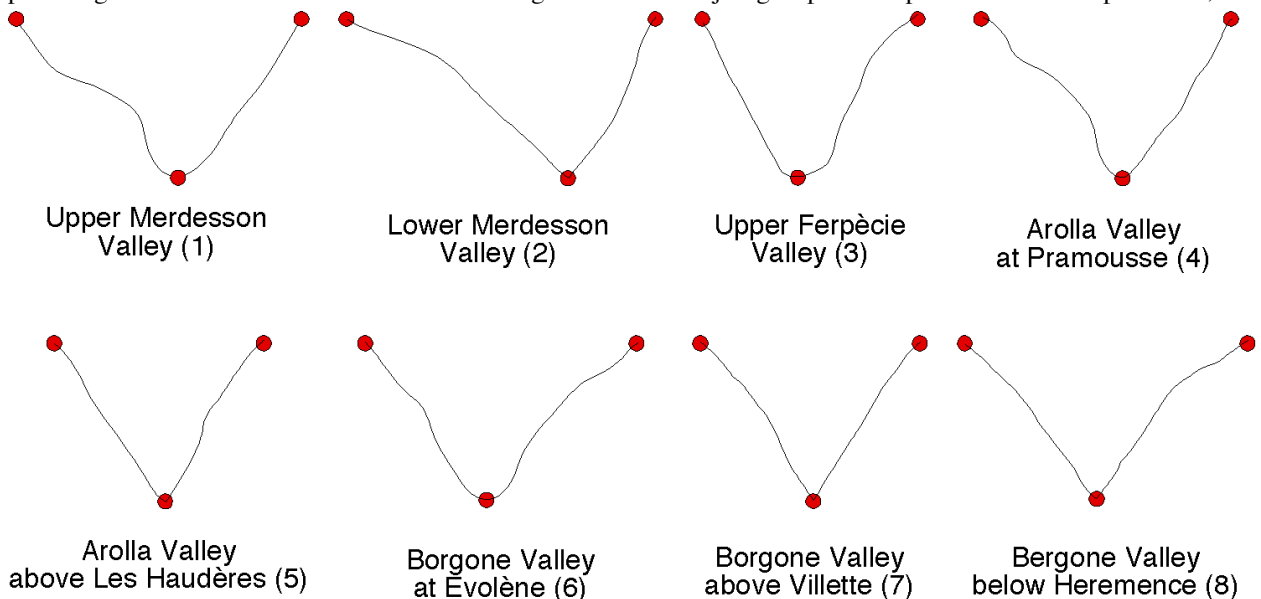 Upper Merdesson
Valley (1)
Lower Merdesson
Valley (2)
Upper Ferpècie
Valley (3)
Arolla Valley
at Pramousse (4)
Arolla Valley
above Les Haudères (5)
Borgone Valley
at Évolène (6)
Borgone Valley
above Villette (7)
Bergone Valley
below Heremence (8)